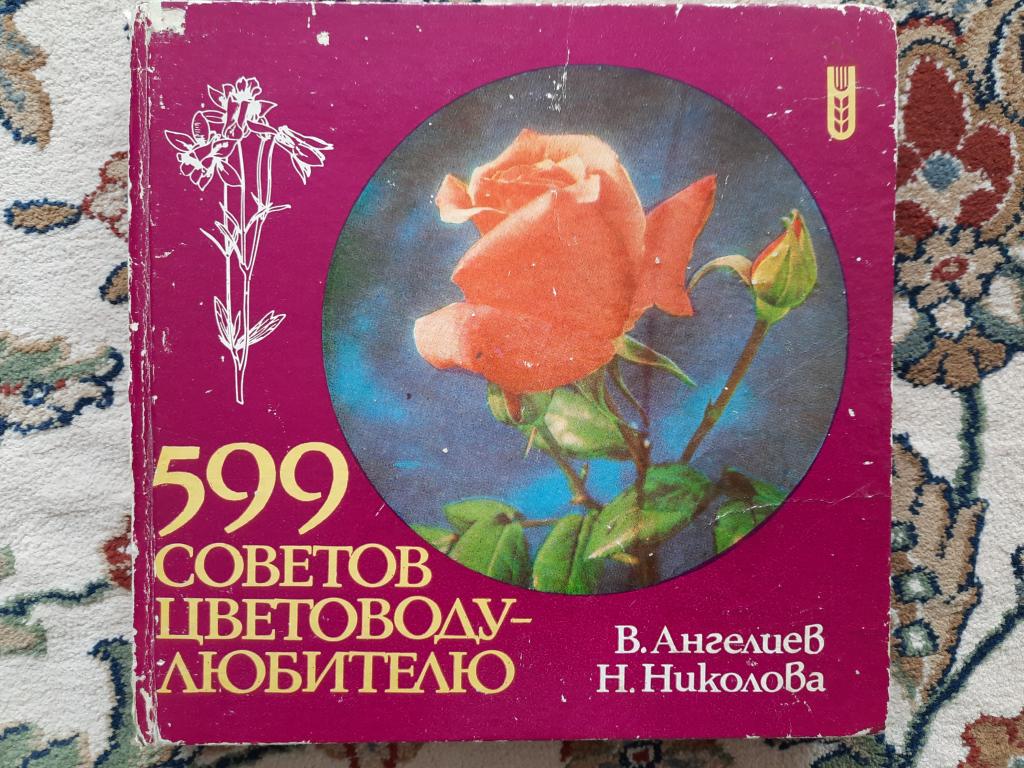 599
СОВЕТОВ
ЦВЕТОВОДУ-
ЛЮБИТЕЛЮ
В. Ангелиев
Н. Николова